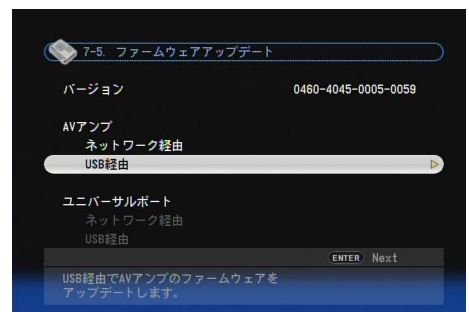 7-5. ファームウェアアップデート
バージョン 0460-4045-0005-0059
AVアンプ
ネットワーク経由
USB経由
ユニバーサルポート
ネットワーク経由
USB経由
ENTER Next
USB経由でAVアンプのファームウェアを
アップデートします。